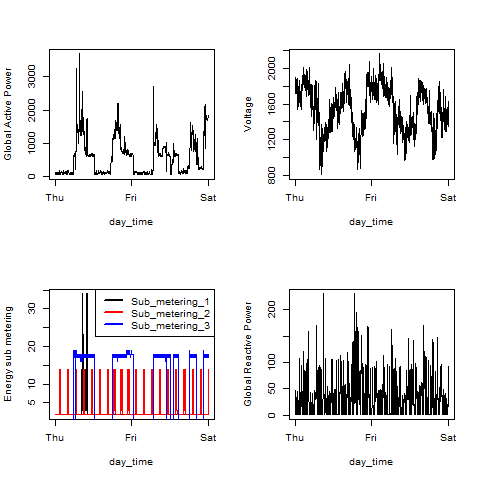 Global Active Power
0 1000 2000 3000
Thu Fri Sat
day_time
Voltage
800 1200 1600 2000
Thu Fri Sat
day_time
Energy sub metering
5 10 20 30
Sub_metering_1
Sub_metering_2
Sub_metering_3
Thu Fri Sat
day_time
Global Reactive Power
0 50 100 200
Thu Fri Sat
day_time